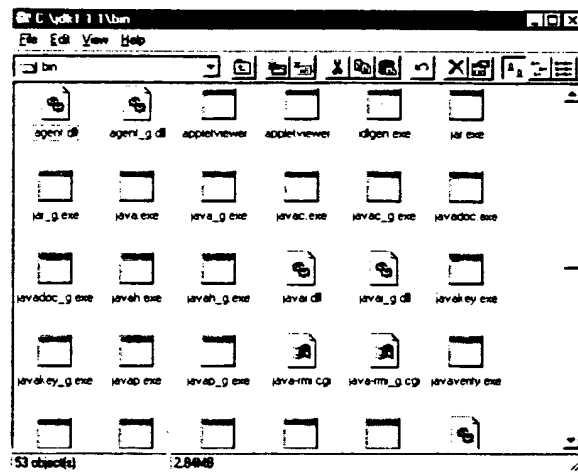 C:\jdk1 1 1\bin
File Edit View Help
bin
agent dll agent_g dll appletviewer appletviewer idlgen.exe jar exe
jar_g exe java exe java_g exe javac.exe javac_g exe javadoc exe
javadoc_g exe javah exe javah_g exe javai dll javai_g dll javakey exe
javakey_g exe javap exe javap_g exe java-rmi cgi java-rmi_g cgi javaverify exe
53 object(s) 2.84MB